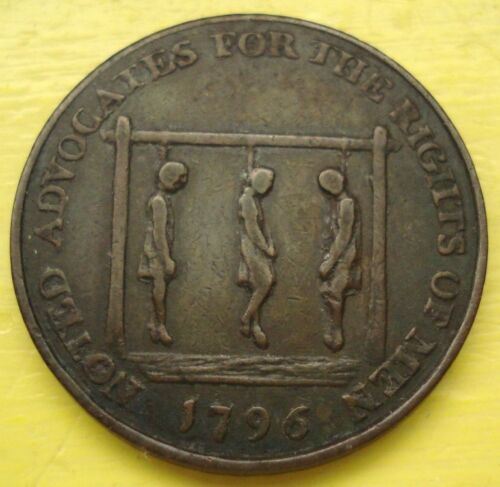 NOTED ADVOCATES FOR THE RIGHTS OF MEN
1796